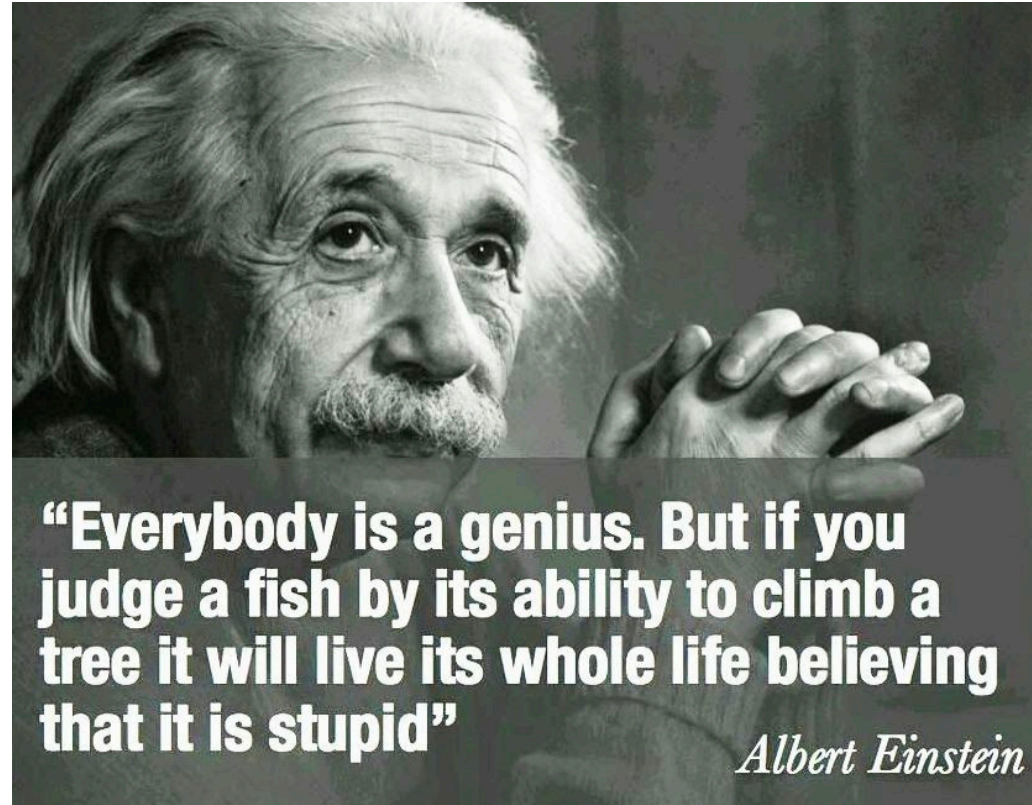 “Everybody is a genius. But if you
judge a fish by its ability to climb a
tree it will live its whole life believing
that it is stupid”
Albert Einstein